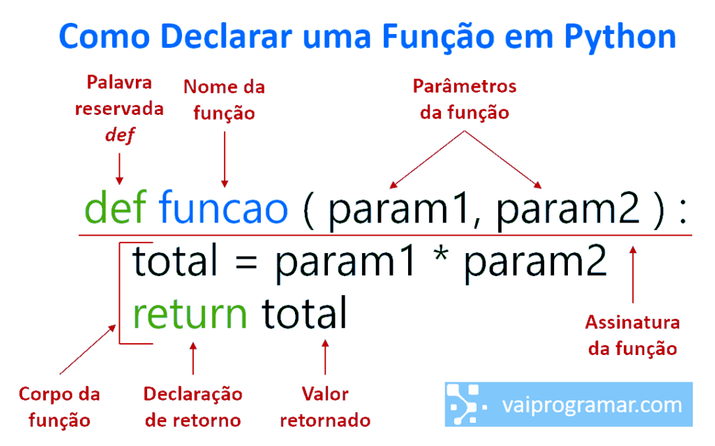 Como Declarar uma Função em Python
Palavra
reservada
def
Nome da
função
Parâmetros
da função
def funcao ( param1, param2 ) :
total = param1 * param2
return total
Assinatura
da função
Corpo da
função
Declaração
de retorno
Valor
retornado
vaiprogramar.com